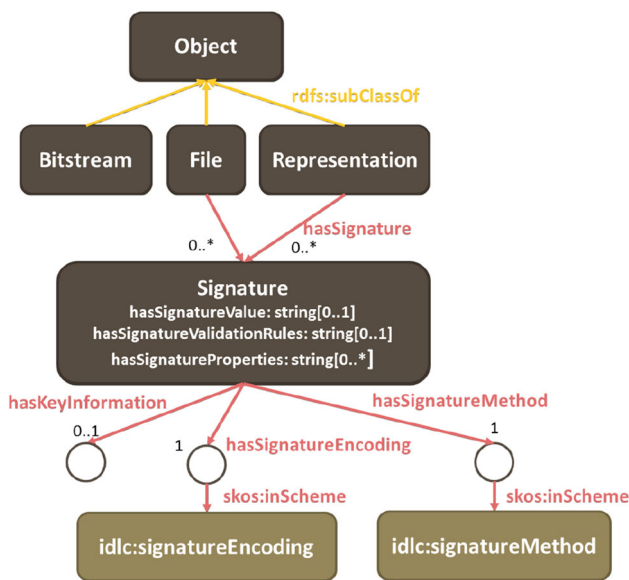 Object
rdfs:subClassOf
Bitstream
File
Representation
hasSignature
0..*
0..*
Signature
hasSignatureValue: string[0..1]
hasSignatureValidationRules: string[0..1]
hasSignatureProperties: string[0..*]
hasKeyInformation
hasSignatureMethod
0..1
1
hasSignatureEncoding
1
skos:inScheme
skos:inScheme
idlc:signatureEncoding
idlc:signatureMethod